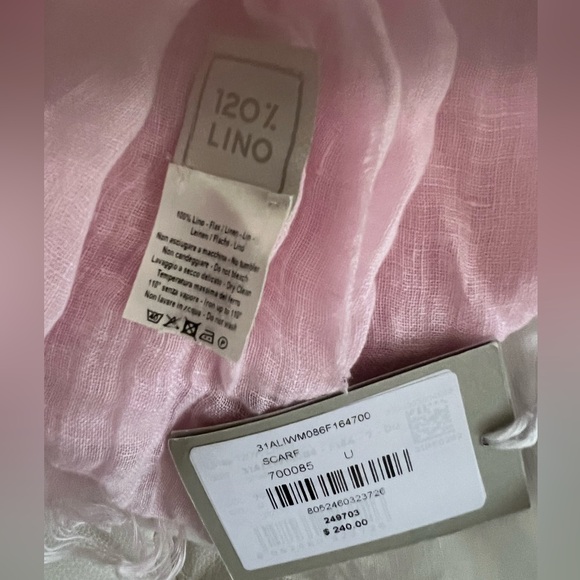 120%
LINO
100% Lino - Flax / Linen - Lin -
Leinen / Flachs / Linó
Non asciugare a macchina - No tumbler
Non candeggiare - Do not bleach
Lavaggio a secco delicato - Dry Clean
Temperatura massima del ferro
110° senza vapore - Iron up to 110°
Non lavare in acqua - Do not wash
31ALIWM086F164700
SCARF
700085 U
8052460323726
249703
$ 240.00